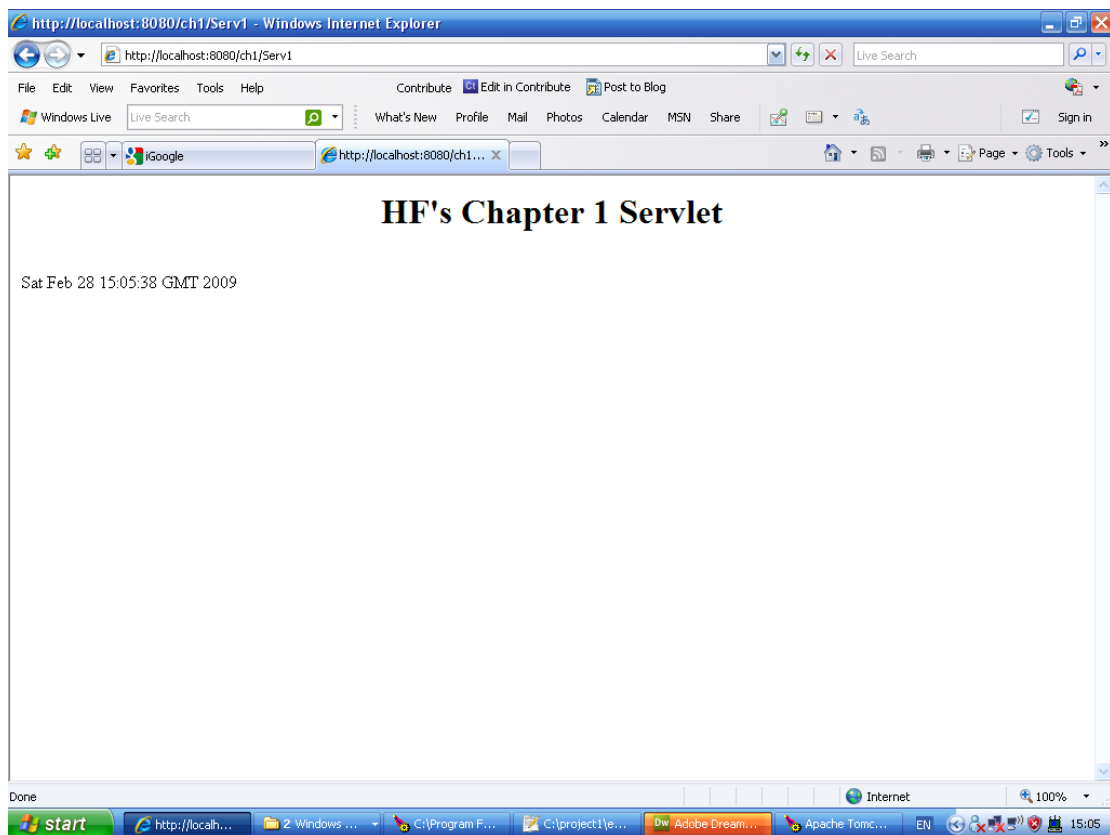 http://localhost:8080/ch1/Serv1 - Windows Internet Explorer
http://localhost:8080/ch1/Serv1 Live Search
File Edit View Favorites Tools Help Contribute Ct Edit in Contribute Post to Blog
Windows Live Live Search What's New Profile Mail Photos Calendar MSN Share Sign in
iGoogle http://localhost:8080/ch1... Page Tools »
HF's Chapter 1 Servlet
Sat Feb 28 15:05:38 GMT 2009
Done Internet 100%
start http://localh... 2 Windows ... C:\Program F... C:\project1\e... Dw Adobe Dream... Apache Tomc... EN 15:05